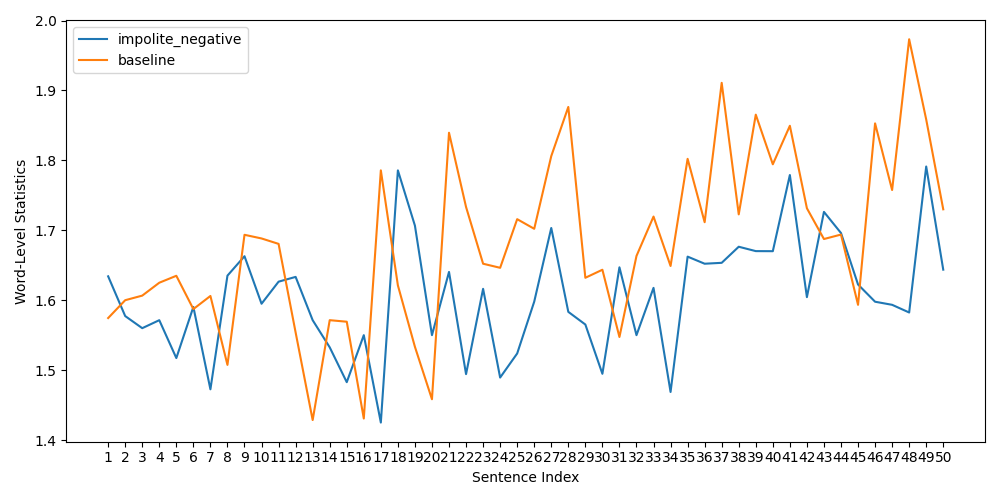 impolite_negative
baseline
Word-Level Statistics
2.0
1.9
1.8
1.7
1.6
1.5
1.4
1 2 3 4 5 6 7 8 9 10 11 12 13 14 15 16 17 18 19 20 21 22 23 24 25 26 27 28 29 30 31 32 33 34 35 36 37 38 39 40 41 42 43 44 45 46 47 48 49 50
Sentence Index